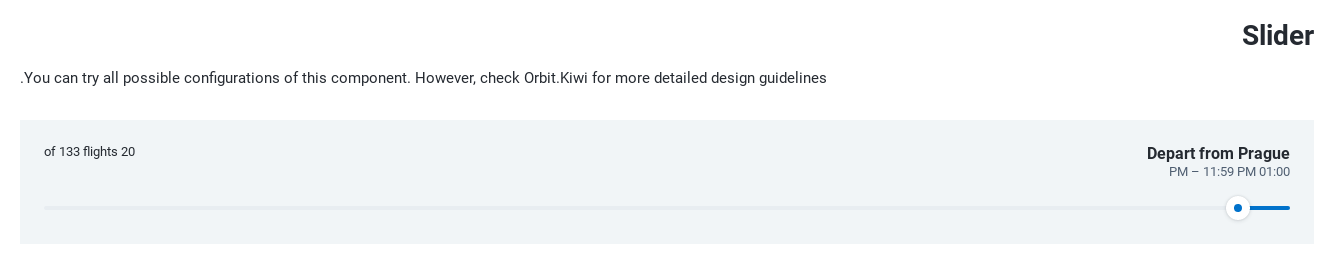 Slider
.You can try all possible configurations of this component. However, check Orbit.Kiwi for more detailed design guidelines
Depart from Prague
of 133 flights 20
PM – 11:59 PM 01:00